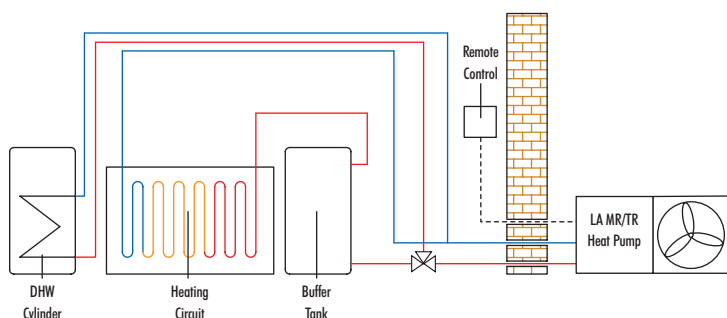 Remote
Control
LA MR/TR
Heat Pump
DHW
Cylinder
Heating
Circuit
Buffer
Tank